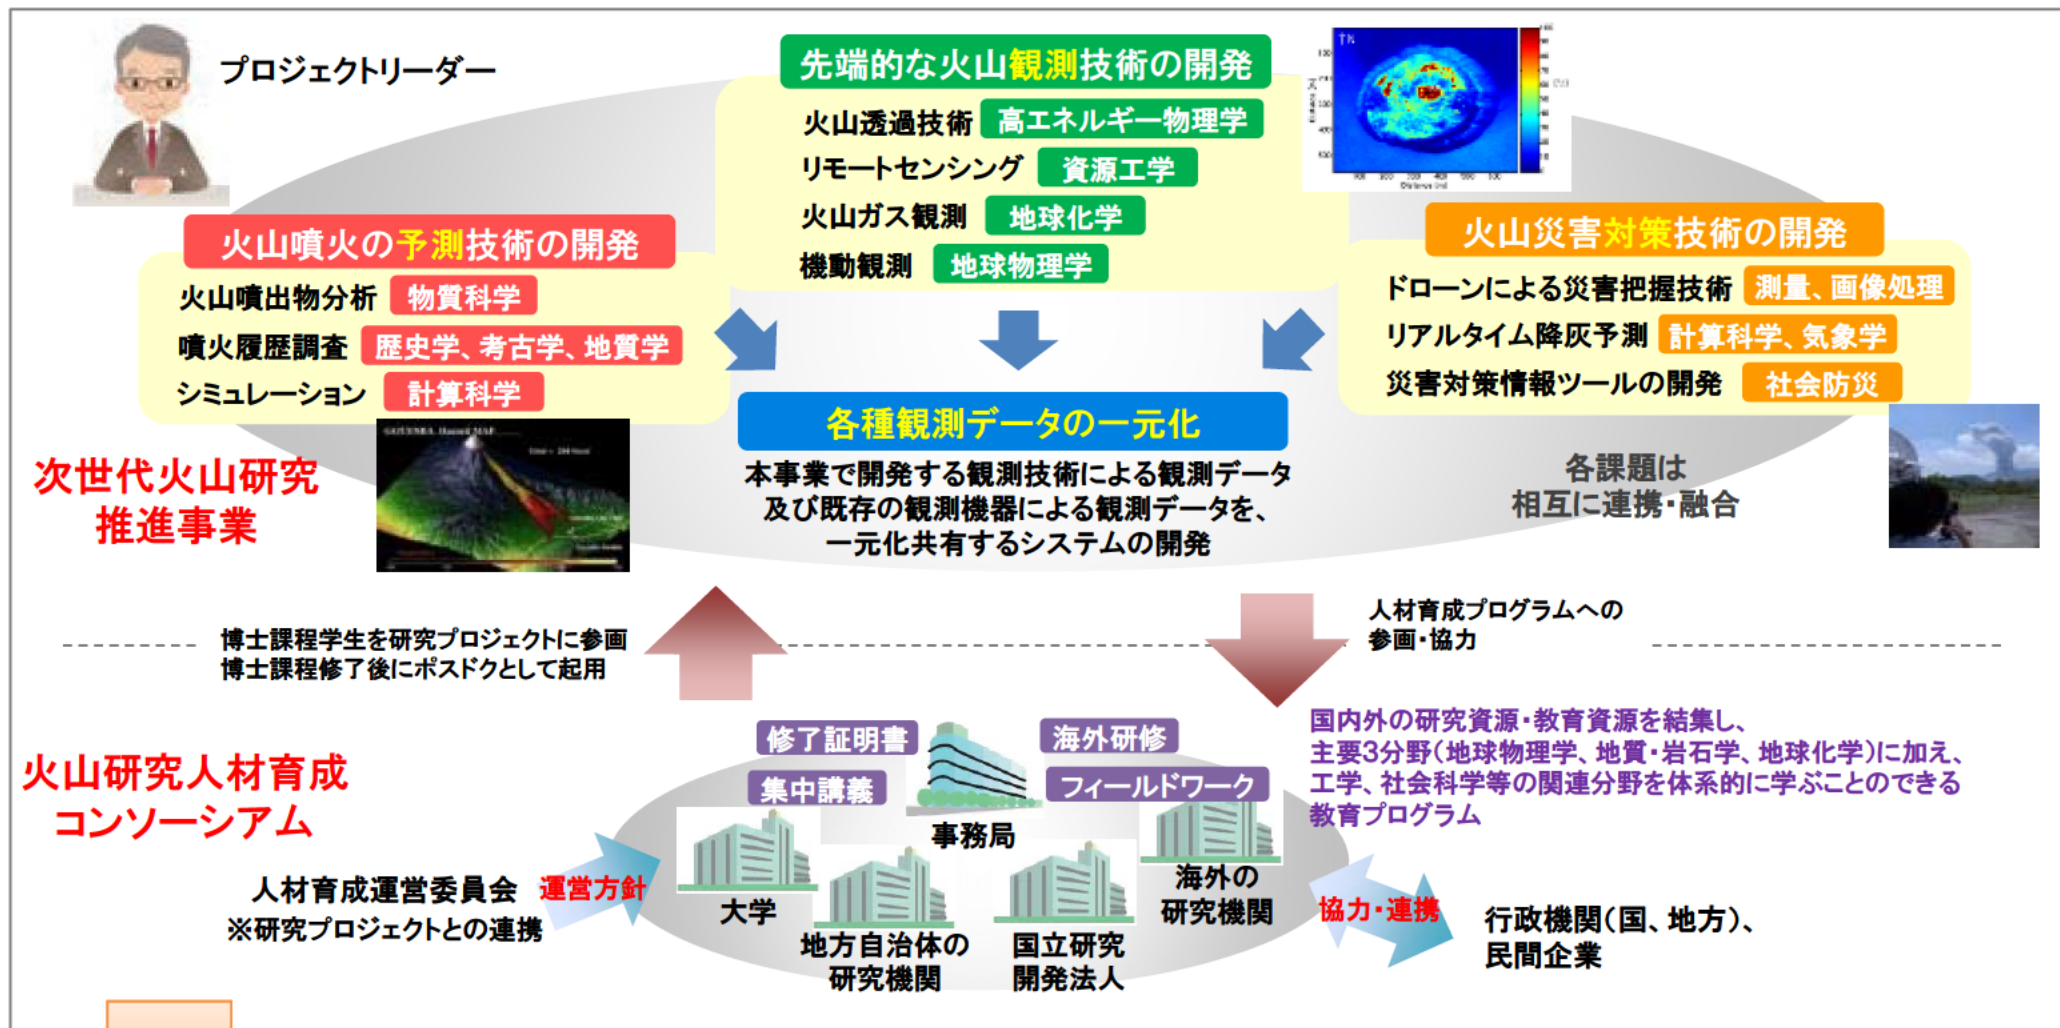 プロジェクトリーダー
先端的な火山観測技術の開発
火山透過技術 高エネルギー物理学
リモートセンシング 資源工学
火山ガス観測 地球化学
機動観測 地球物理学
火山噴火の予測技術の開発
火山噴出物分析 物質科学
噴火履歴調査 歴史学、考古学、地質学
シミュレーション 計算科学
火山災害対策技術の開発
ドローンによる災害把握技術 測量、画像処理
リアルタイム降灰予測 計算科学、気象学
災害対策情報ツールの開発 社会防災
各種観測データの一元化
本事業で開発する観測技術による観測データ
及び既存の観測機器による観測データを、
一元化共有するシステムの開発
各課題は
相互に連携・融合
次世代火山研究
推進事業
博士課程学生を研究プロジェクトに参画
博士課程修了後にポスドクとして起用
人材育成プログラムへの
参画・協力
火山研究人材育成
コンソーシアム
修了証明書
海外研修
集中講義
フィールドワーク
事務局
大学
地方自治体の
研究機関
国立研究
開発法人
海外の
研究機関
国内外の研究資源・教育資源を結集し、
主要3分野(地球物理学、地質・岩石学、地球化学)に加え、
工学、社会科学等の関連分野を体系的に学ぶことのできる
教育プログラム
人材育成運営委員会
※研究プロジェクトとの連携
運営方針
協力・連携
行政機関(国、地方)、
民間企業